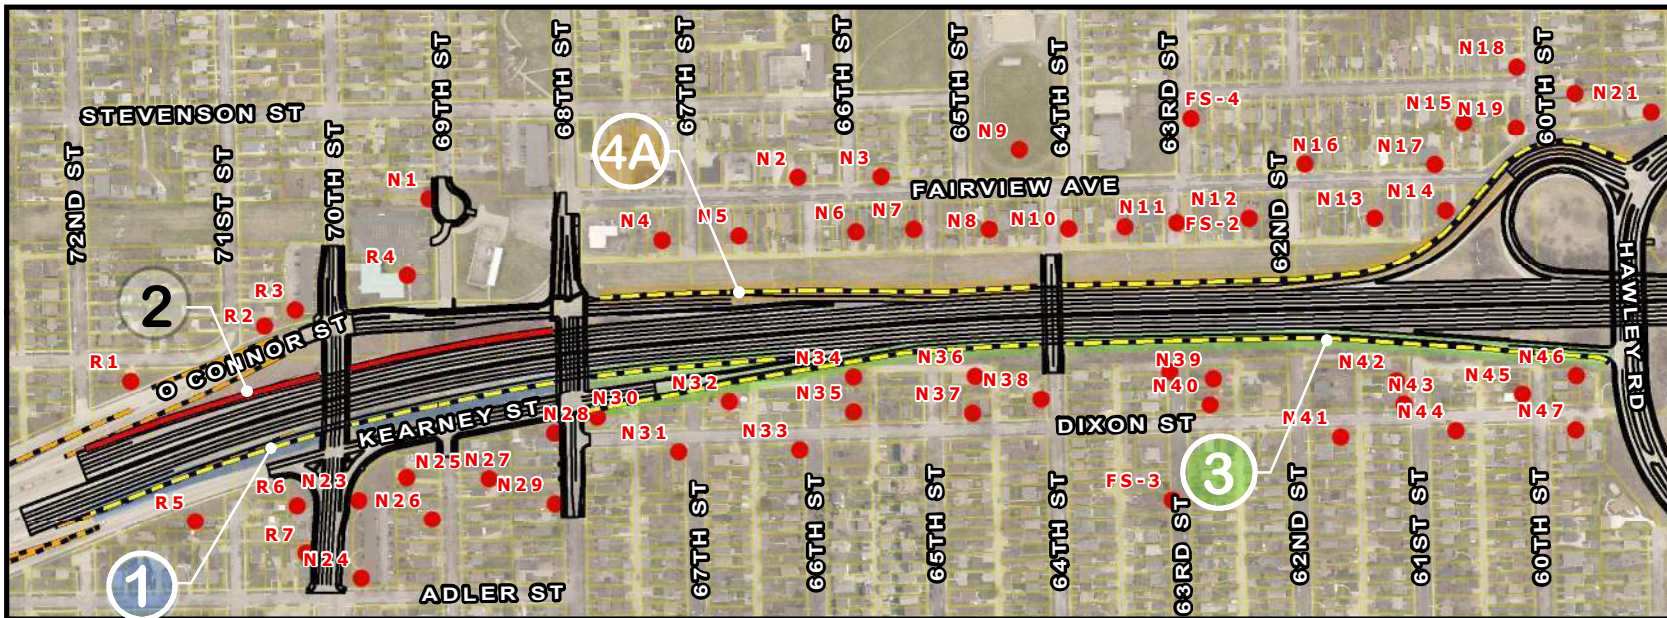 STEVENSON ST
72ND ST
71ST ST
70TH ST
69TH ST
68TH ST
67TH ST
66TH ST
65TH ST
64TH ST
63RD ST
62ND ST
60TH ST
FAIRVIEW AVE
HAWLEY RD
O CONNOR ST
KEARNEY ST
DIXON ST
ADLER ST
67TH ST
66TH ST
65TH ST
64TH ST
63RD ST
62ND ST
61ST ST
60TH ST
4A
2
1
3
N18
N21
N15
N19
FS-4
N9
N16
N17
N2
N3
N1
N4
N5
N6
N7
N8
N10
N11
N12
FS-2
N13
N14
R4
R3
R2
R1
N34
N36
N39
N42
N46
N32
N35
N37
N38
N40
N43
N45
N30
N28
N31
N33
N41
N44
N47
N25
N27
N23
N26
N29
R6
R5
R7
N24
FS-3